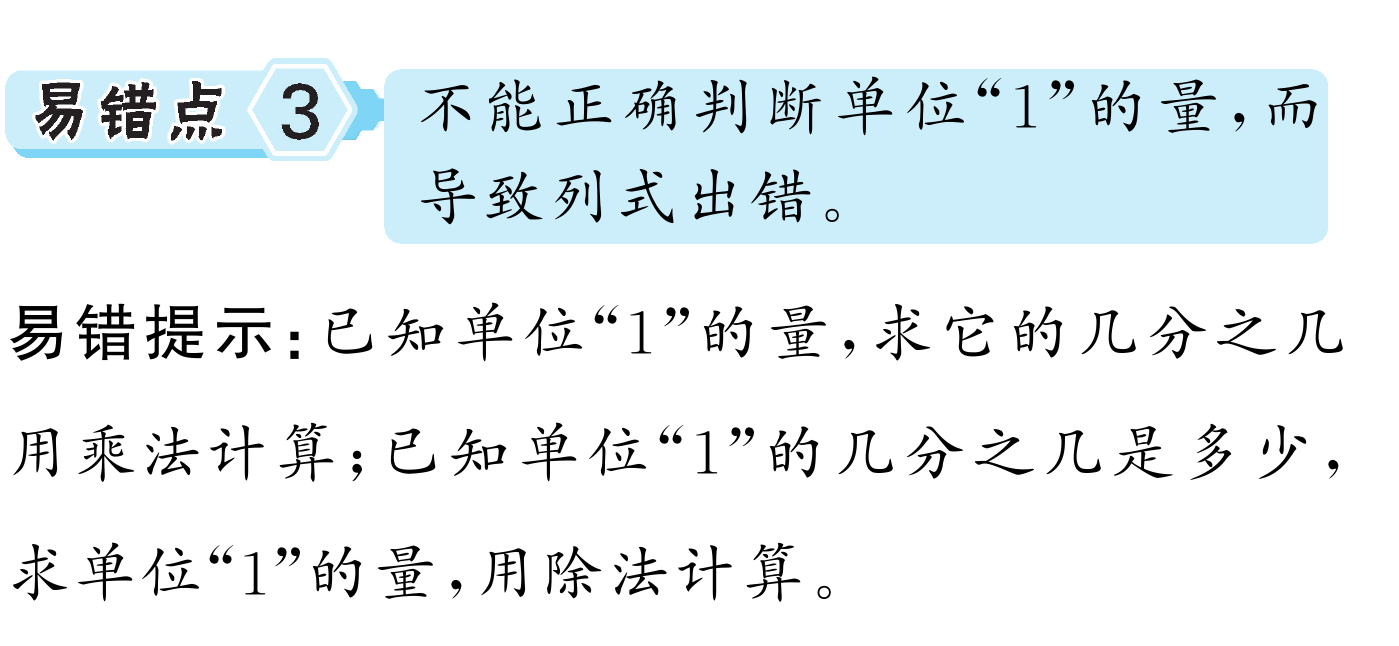 易错点 3 不能正确判断单位“1”的量,而
导致列式出错。
易错提示:已知单位“1”的量,求它的几分之几
用乘法计算;已知单位“1”的几分之几是多少,
求单位“1”的量,用除法计算。